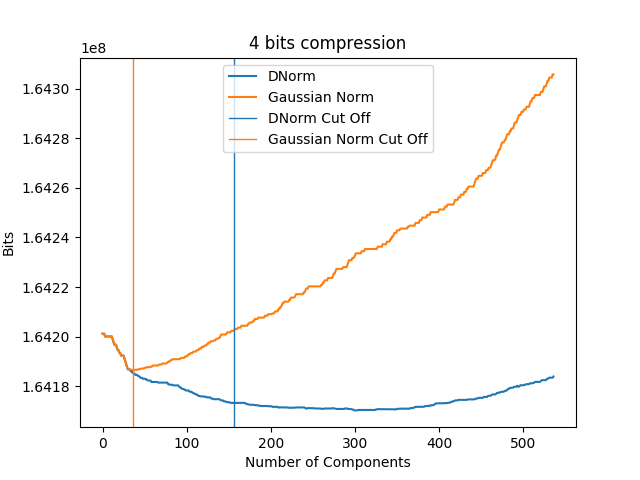 4 bits compression
1e8
DNorm
Gaussian Norm
DNorm Cut Off
Gaussian Norm Cut Off
1.6430
1.6428
1.6426
1.6424
1.6422
1.6420
1.6418
Bits
0 100 200 300 400 500
Number of Components